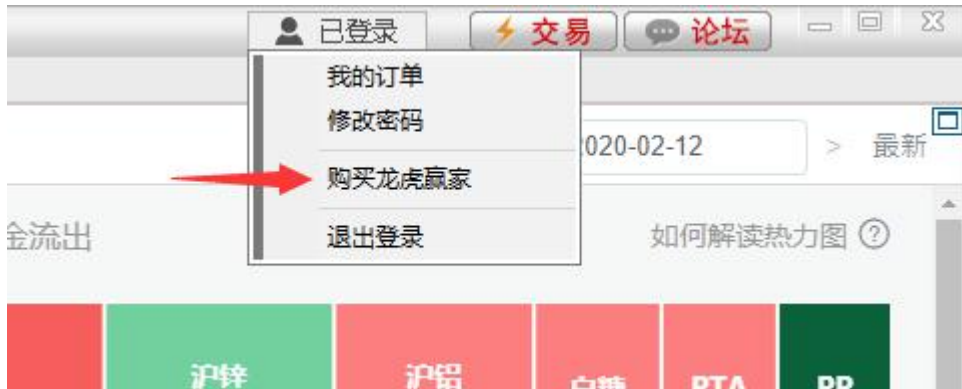 已登录
交易
论坛
我的订单
修改密码
购买龙虎赢家
退出登录
2020-02-12
>
最新
金流出
如何解读热力图 ?
沪锌
沪铝
白糖
PTA
PP